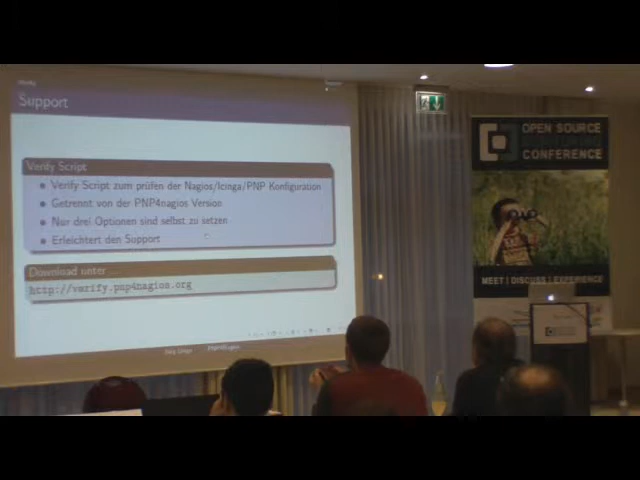 Support
Verify Script
Verify Script zum prüfen der Nagios/Icinga/PNP Konfiguration
Getrennt von der PNP4nagios Version
Nur drei Optionen sind selbst zu setzen
Erleichtert den Support
Download unter ...
http://verify.pnp4nagios.org
OPEN SOURCE
MONITORING
CONFERENCE
MEET | DISCUSS | EXPERIENCE